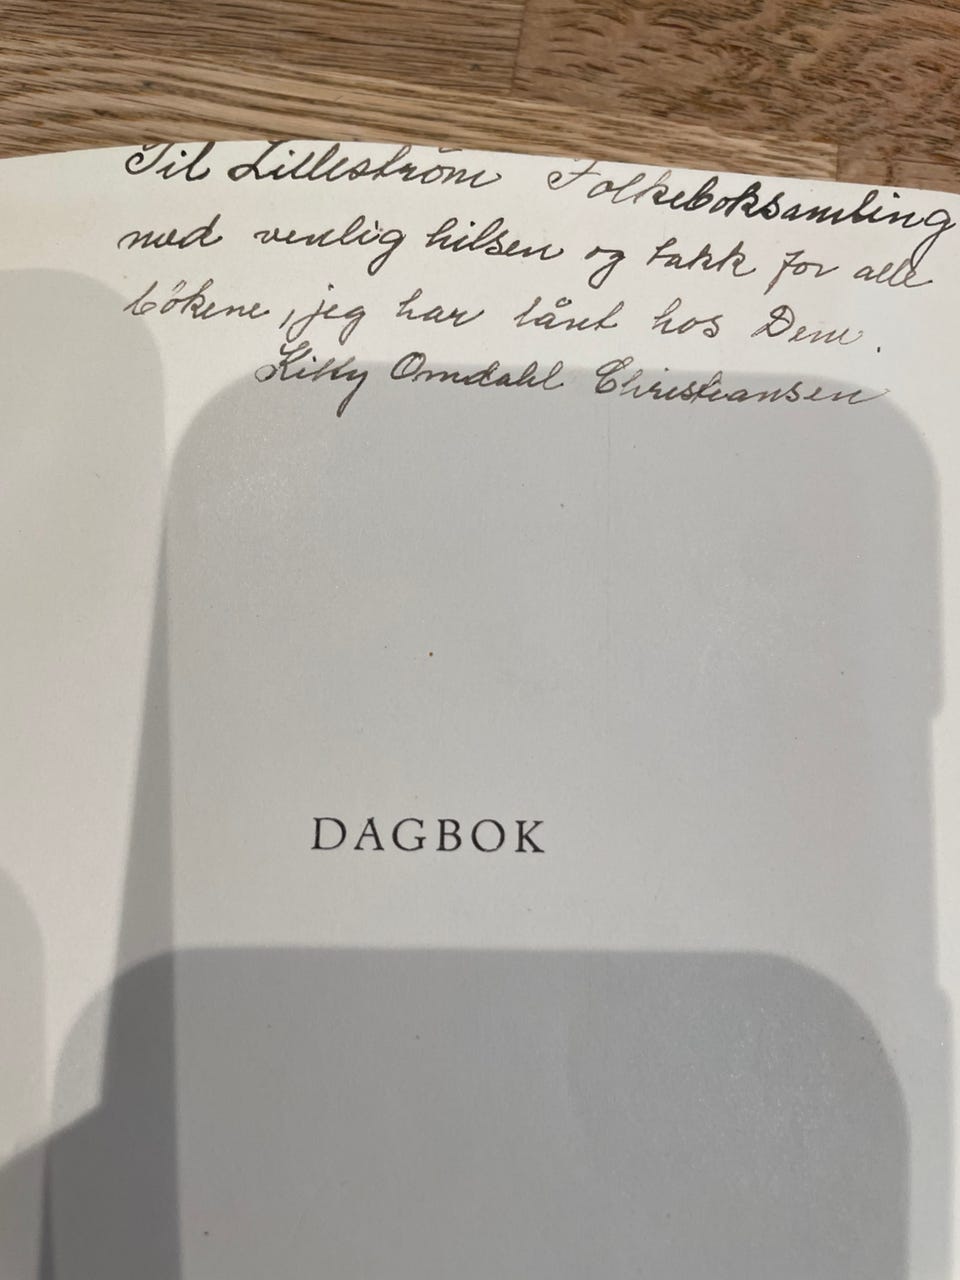 Til Lilleström Folkeboksamling
med venlig hilsen og takk for alle
bökene, jeg har lånt hos Dem.
Kitty Omdahl Christiansen
DAGBOK